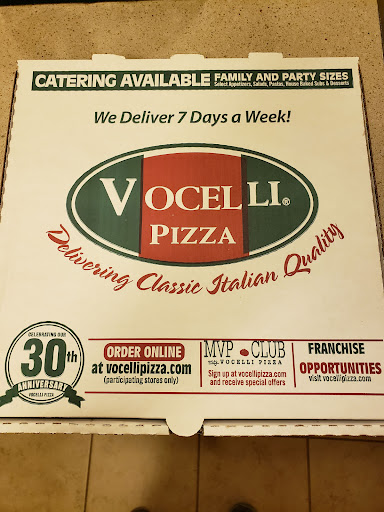 CATERING AVAILABLE FAMILY AND PARTY SIZES
Select Appetizers, Salads, Pastas, House Baked Subs & Desserts
We Deliver 7 Days a Week!
VOCELLI®
PIZZA
Delivering Classic Italian Quality
CELEBRATING OUR
30th
ANNIVERSARY
VOCELLI PIZZA
ORDER ONLINE
at vocellipizza.com
(participating stores only)
MVP CLUB
VOCELLI PIZZA
Sign up at vocellipizza.com
and receive special offers
FRANCHISE
OPPORTUNITIES
visit vocellipizza.com